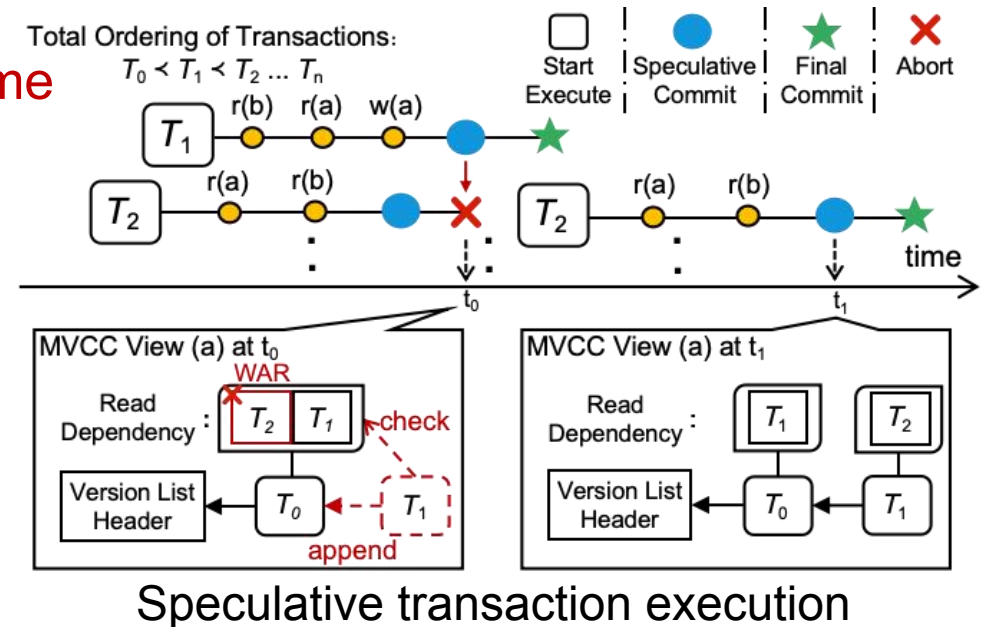 Total Ordering of Transactions:
T0 < T1 < T2 ... Tn
me
Start Execute
Speculative Commit
Final Commit
Abort
r(b) r(a) w(a)
T1
r(a) r(b)
T2
r(a) r(b)
T2
time
t0
t1
MVCC View (a) at t0
WAR
Read Dependency :
T2 T1
check
Version List Header
T0
T1
append
MVCC View (a) at t1
Read Dependency :
T1
T2
Version List Header
T0
T1
Speculative transaction execution